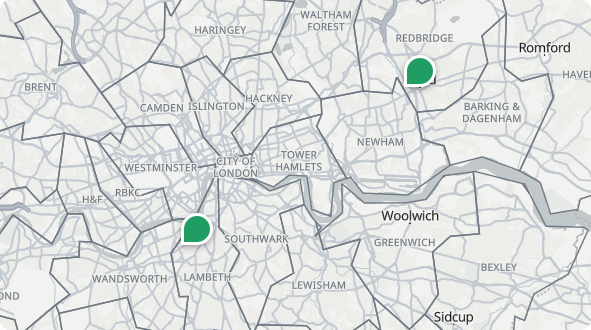 WALTHAM
FOREST
HARINGEY
REDBRIDGE
Romford
HAVE
BRENT
HACKNEY
CAMDEN
ISLINGTON
BARKING &
DAGENHAM
NEWHAM
TOWER
HAMLETS
CITY OF
LONDON
WESTMINSTER
RBKC
H&F
Woolwich
SOUTHWARK
GREENWICH
BEXLEY
WANDSWORTH
LAMBETH
LEWISHAM
OND
Sidcup